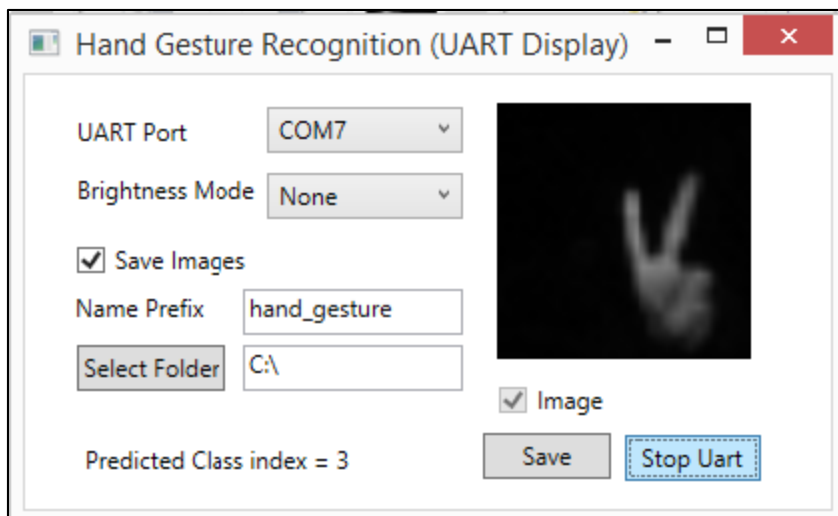 Hand Gesture Recognition (UART Display)
UART Port
COM7
Brightness Mode
None
Save Images
Name Prefix
hand_gesture
Select Folder
C:\
Image
Predicted Class index = 3
Save
Stop Uart